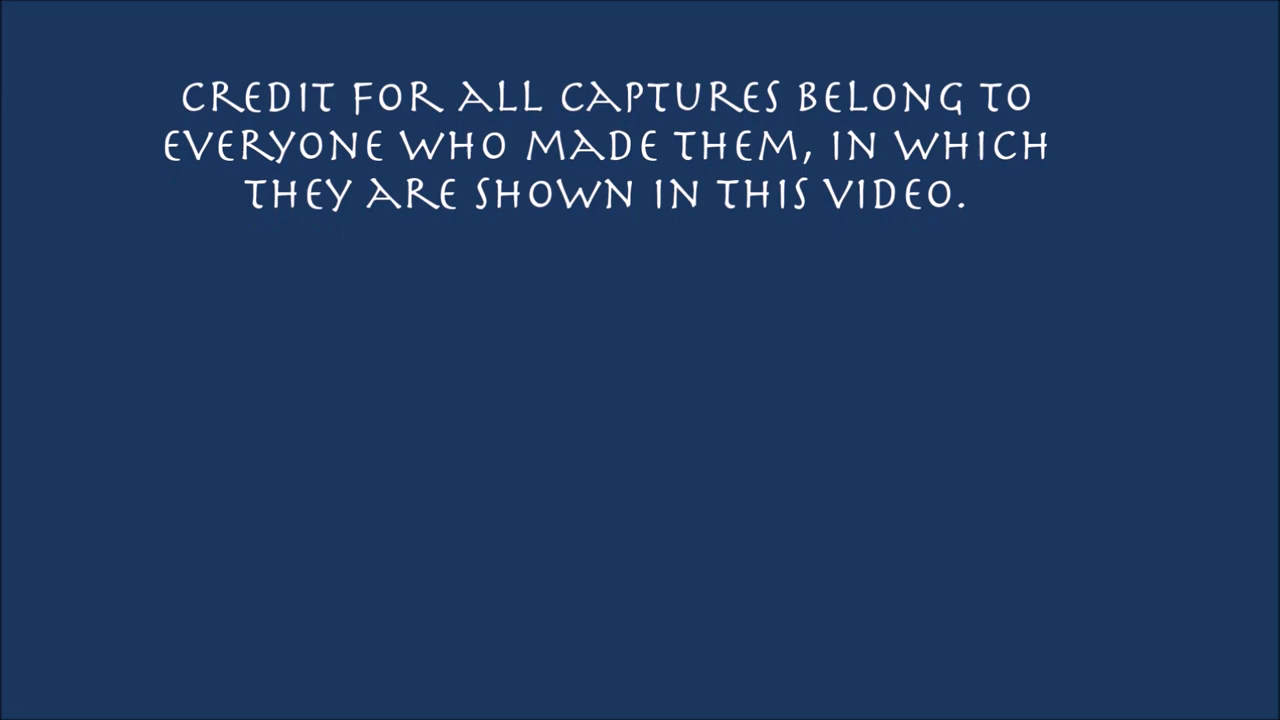 CREDIT FOR ALL CAPTURES BELONG TO
EVERYONE WHO MADE THEM, IN WHICH
THEY ARE SHOWN IN THIS VIDEO.